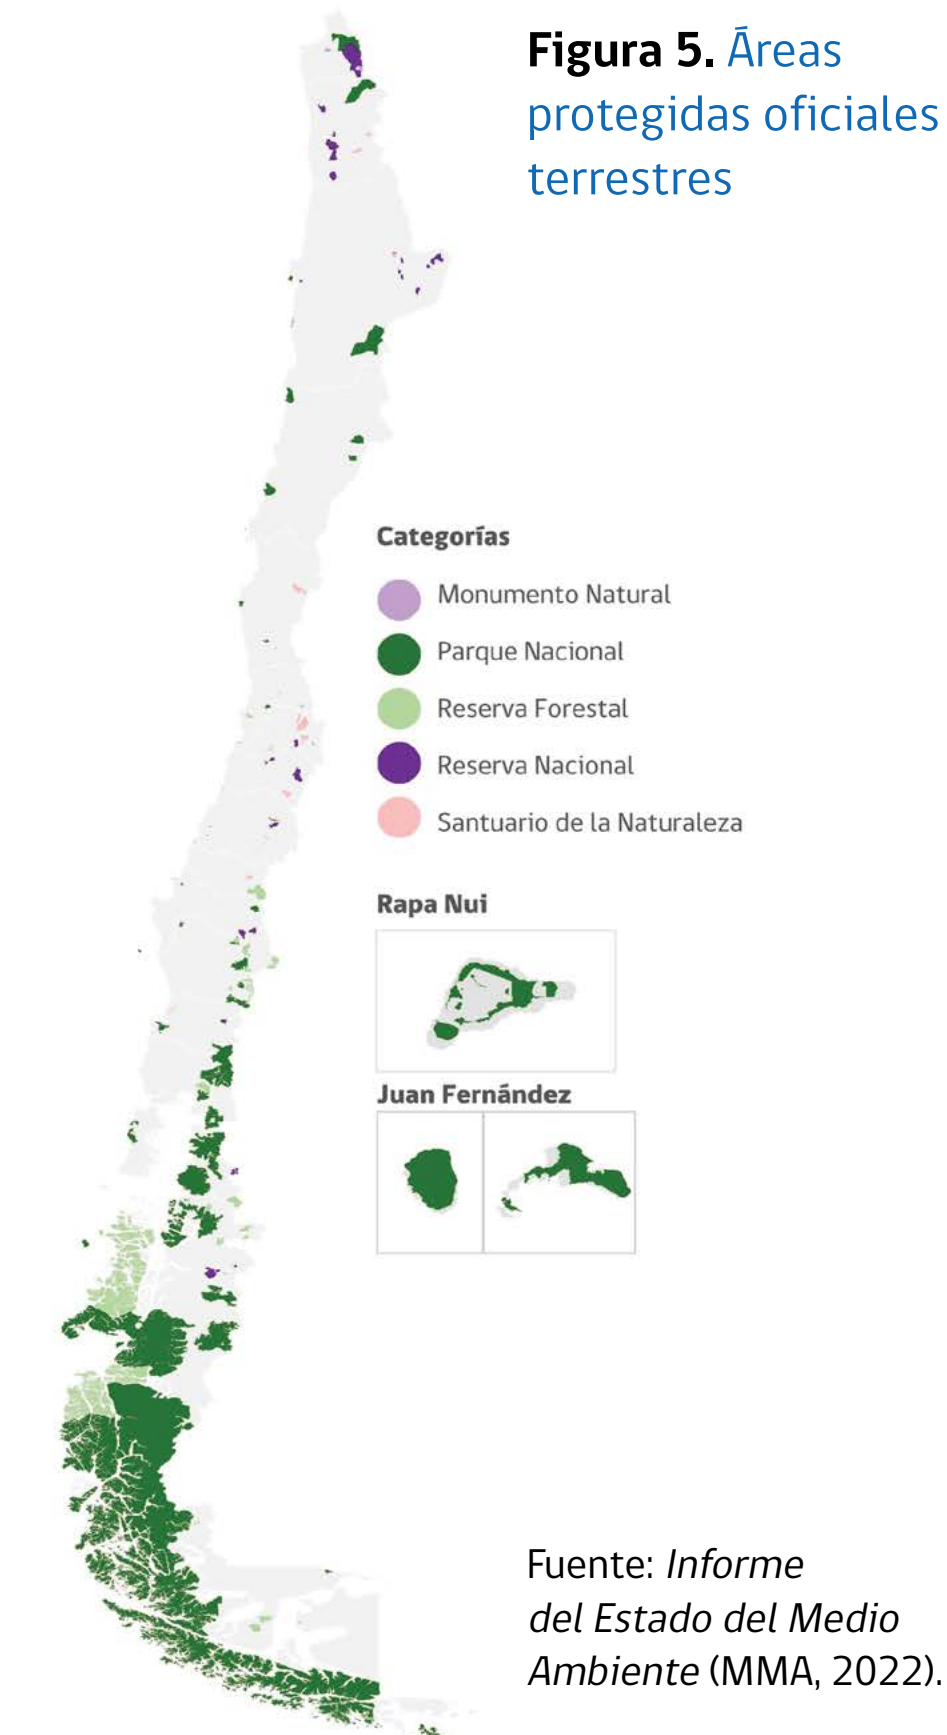 Figura 5. Áreas
protegidas oficiales
terrestres
Categorías
Monumento Natural
Parque Nacional
Reserva Forestal
Reserva Nacional
Santuario de la Naturaleza
Rapa Nui
Juan Fernández
Fuente: Informe
del Estado del Medio
Ambiente (MMA, 2022).